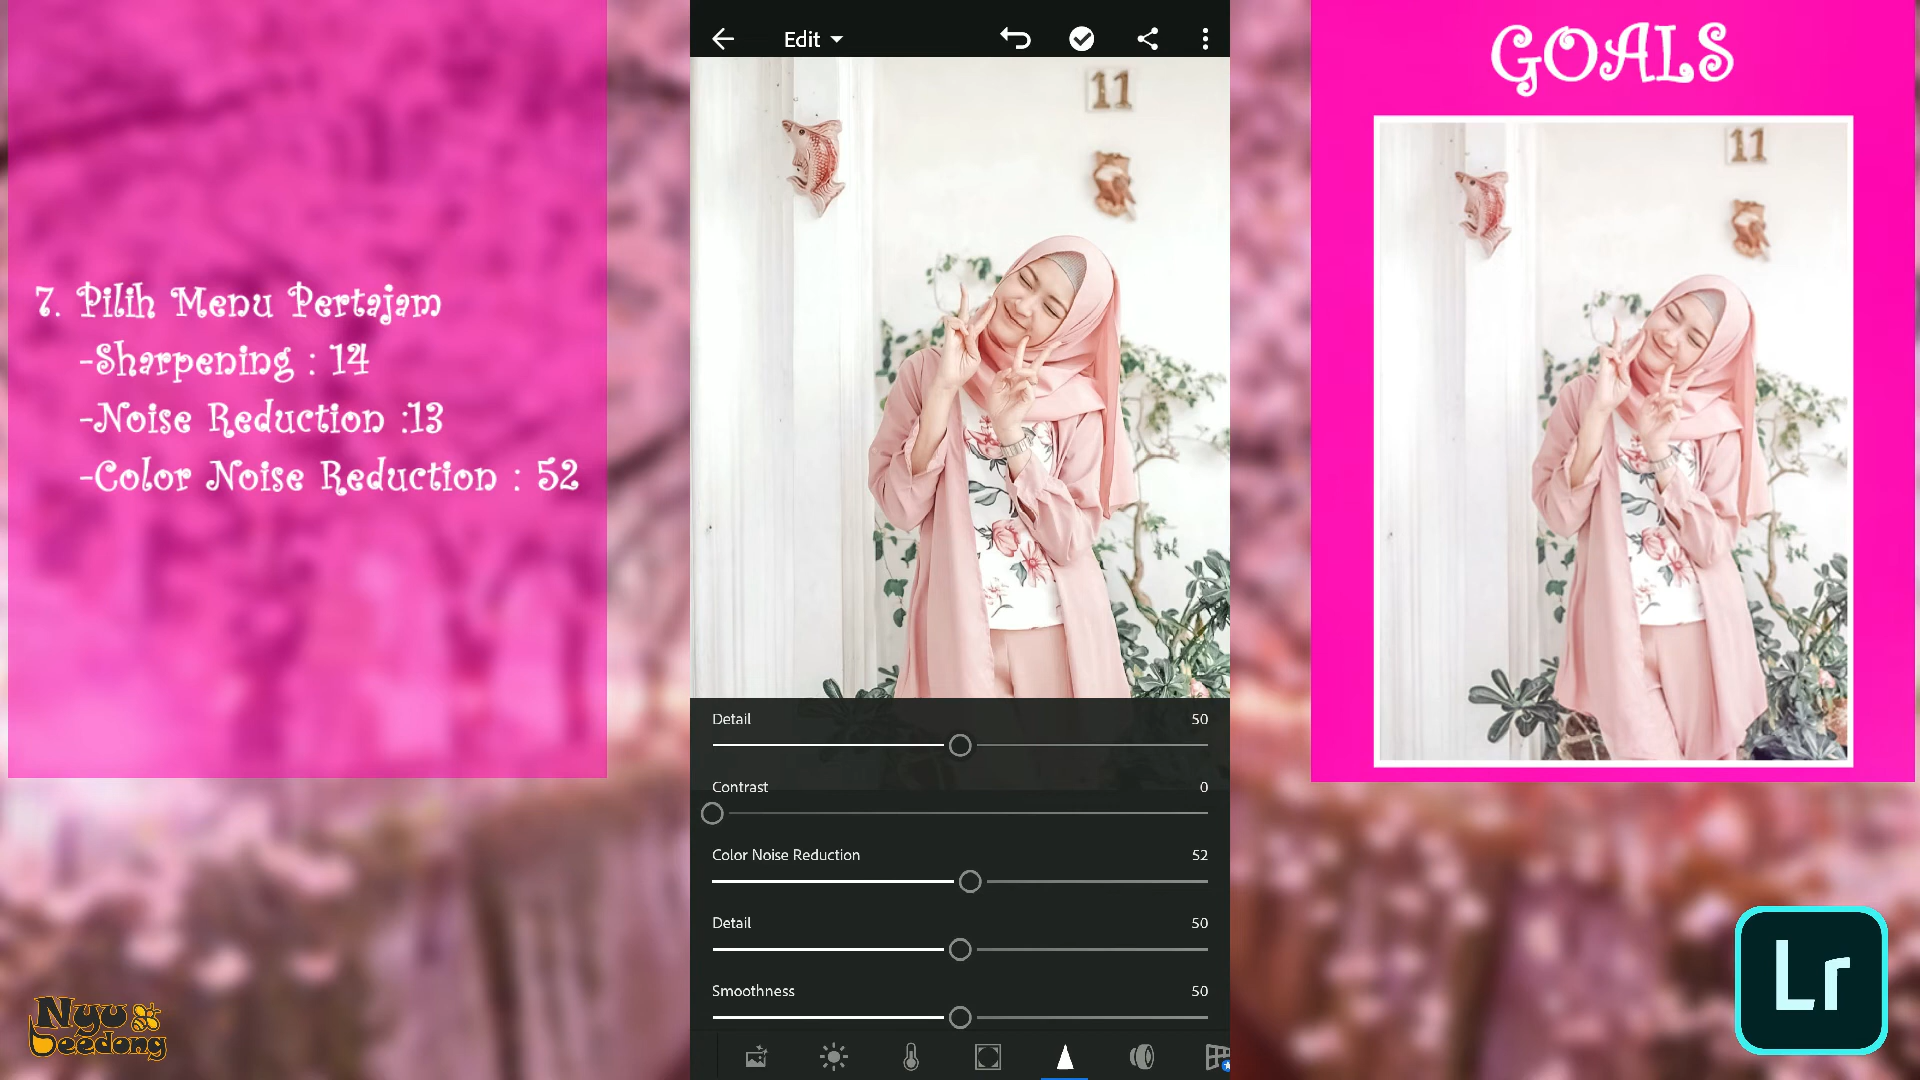 7. Pilih Menu Pertajam
-Sharpening : 14
-Noise Reduction :13
-Color Noise Reduction : 52
Nyu
beedong
Edit
11
Detail 50
Contrast 0
Color Noise Reduction 52
Detail 50
Smoothness 50
GOALS
11
Lr